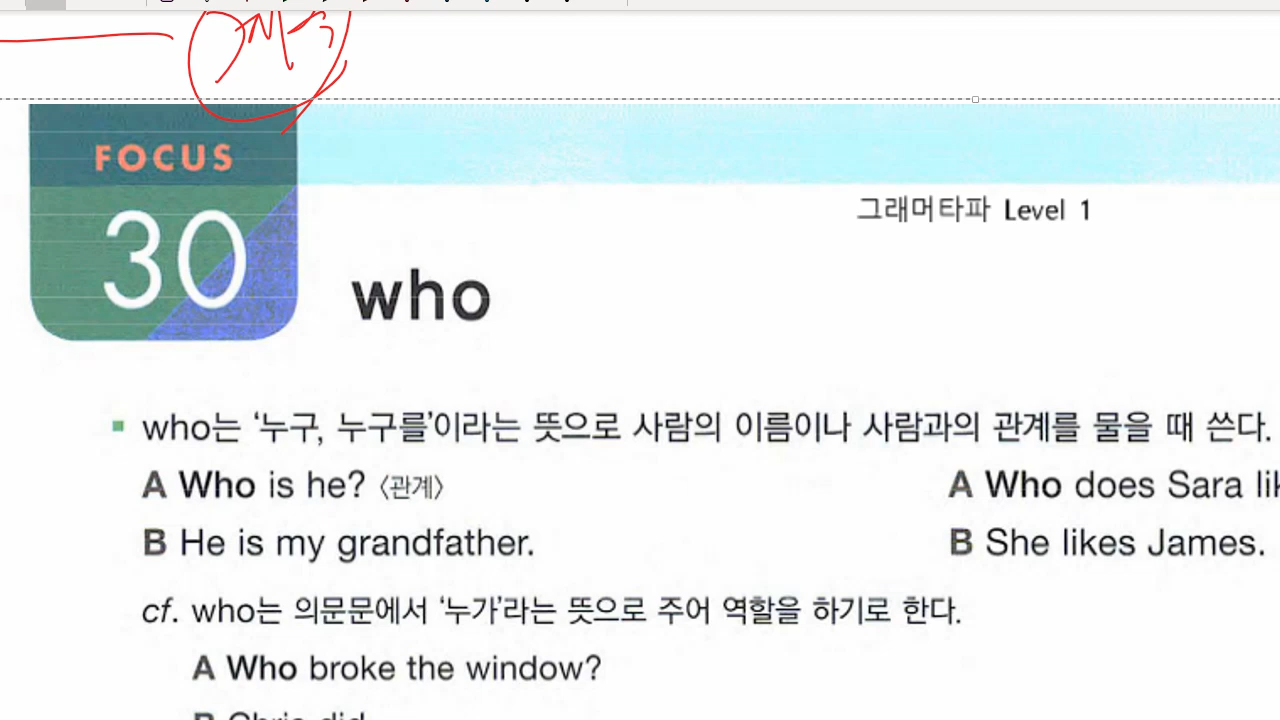 FOCUS
30
그래머타파 Level 1
who
who는 '누구, 누구를'이라는 뜻으로 사람의 이름이나 사람과의 관계를 물을 때 쓴다.
A Who is he? 〈관계〉
B He is my grandfather.
A Who does Sara
B She likes James.
cf. who는 의문문에서 '누가'라는 뜻으로 주어 역할을 하기로 한다.
A Who broke the window?
B Chris did